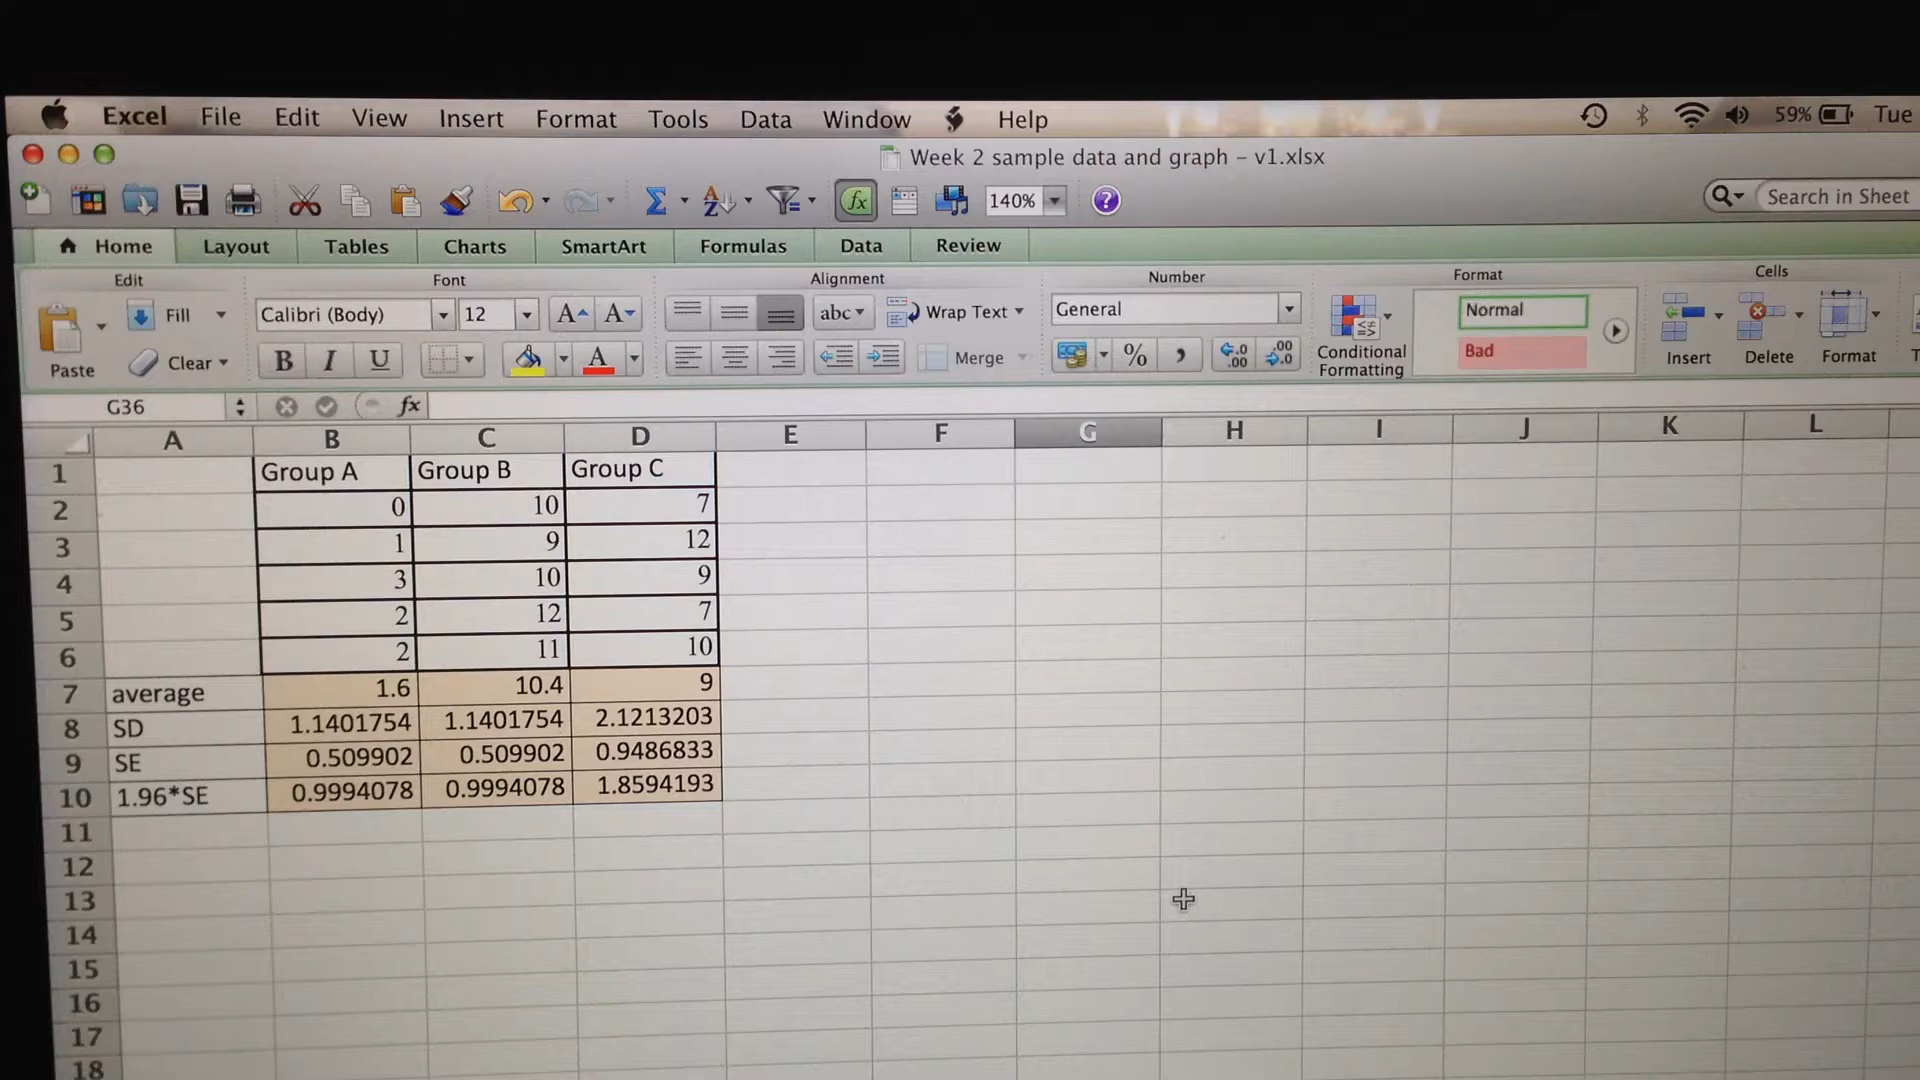 Excel File Edit View Insert Format Tools Data Window Help 59% Tue
Week 2 sample data and graph – v1.xlsx
140% Search in Sheet
Home Layout Tables Charts SmartArt Formulas Data Review
Edit Font Alignment Number Format Cells
Fill Calibri (Body) 12 A A abc Wrap Text General Normal
Paste Clear B I U A Merge % , .0 .00 .00 .0 Conditional Formatting Bad Insert Delete Format
G36 fx
A B C D E F G H I J K L
1 Group A Group B Group C
2 0 10 7
3 1 9 12
4 3 10 9
5 2 12 7
6 2 11 10
7 average 1.6 10.4 9
8 SD 1.1401754 1.1401754 2.1213203
9 SE 0.509902 0.509902 0.9486833
10 1.96*SE 0.9994078 0.9994078 1.8594193
11
12
13
14
15
16
17
18